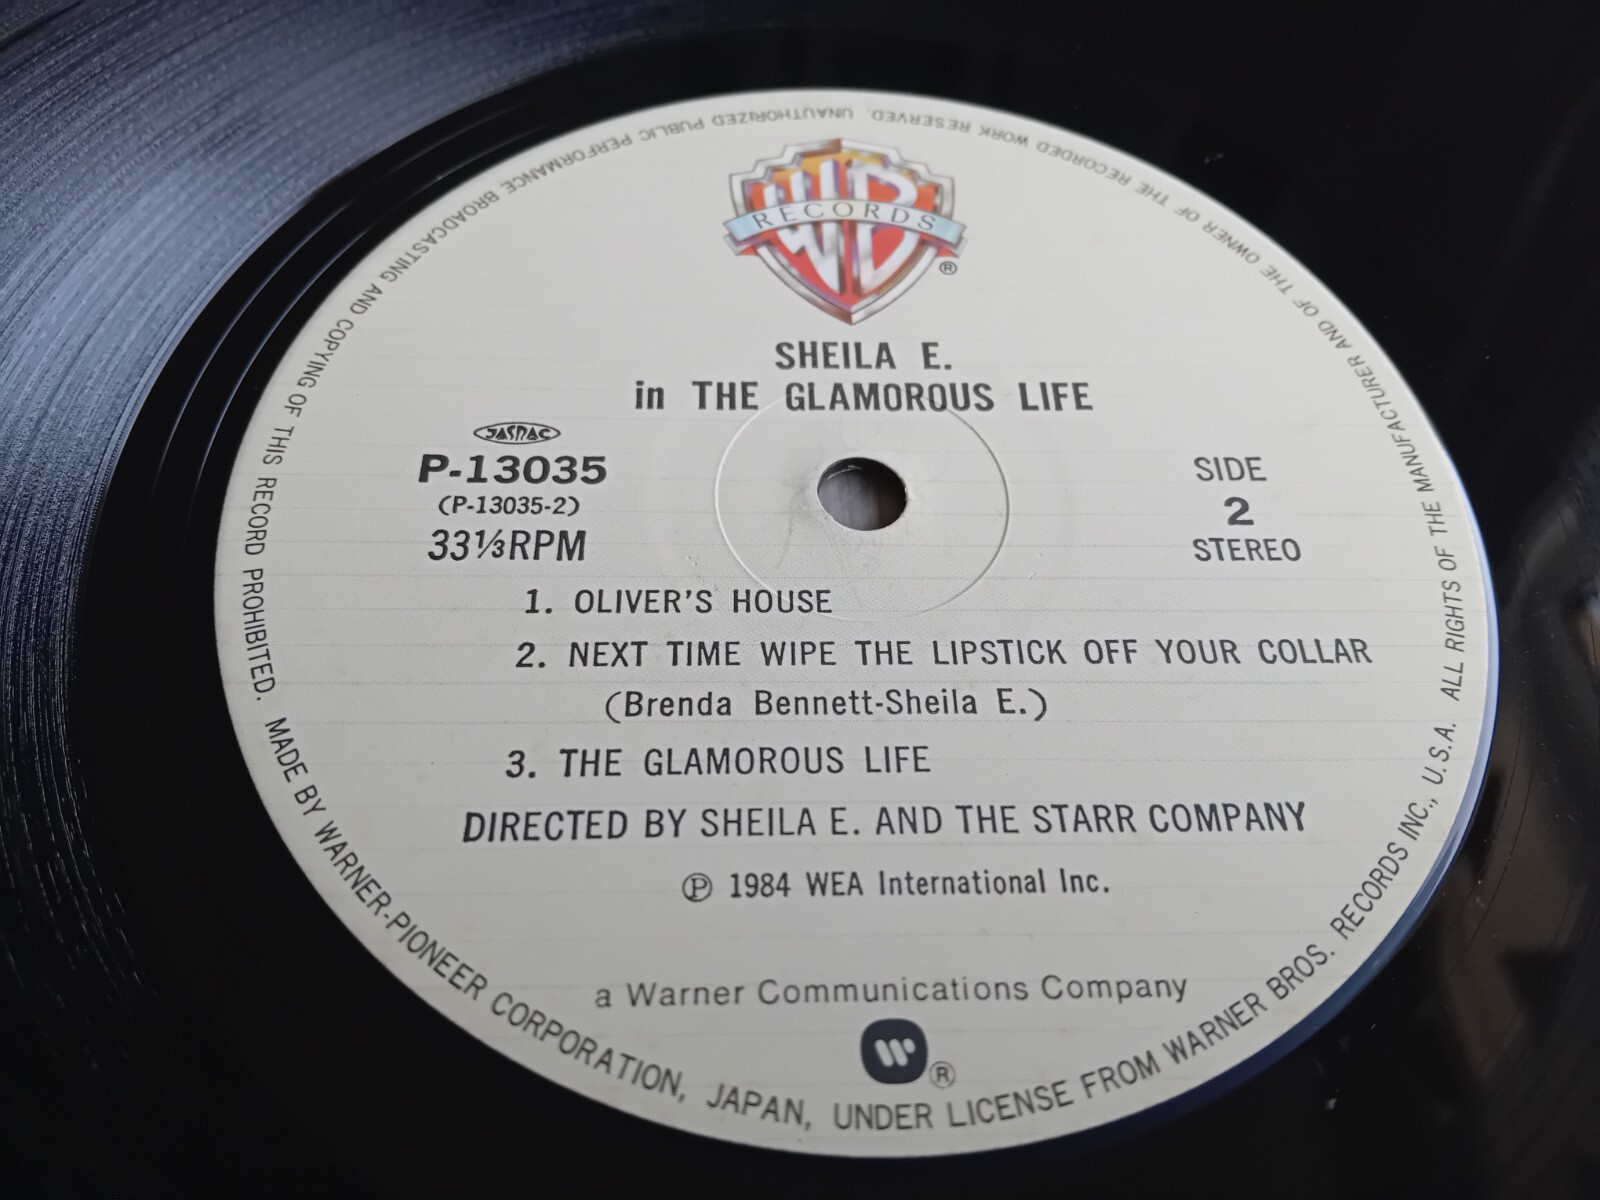 WB
RECORDS
®
SHEILA E.
in THE GLAMOROUS LIFE
JASRAC
P-13035
(P-13035-2)
33⅓RPM
SIDE
2
STEREO
1. OLIVER'S HOUSE
2. NEXT TIME WIPE THE LIPSTICK OFF YOUR COLLAR
(Brenda Bennett-Sheila E.)
3. THE GLAMOROUS LIFE
DIRECTED BY SHEILA E. AND THE STARR COMPANY
℗ 1984 WEA International Inc.
a Warner Communications Company
W ®
MADE BY WARNER-PIONEER CORPORATION, JAPAN, UNDER LICENSE FROM WARNER BROS. RECORDS INC., U.S.A. ALL RIGHTS OF THE MANUFACTURER AND OF THE OWNER OF THE RECORDED WORK RESERVED. UNAUTHORIZED PUBLIC PERFORMANCE BROADCASTING AND COPYING OF THIS RECORD PROHIBITED.